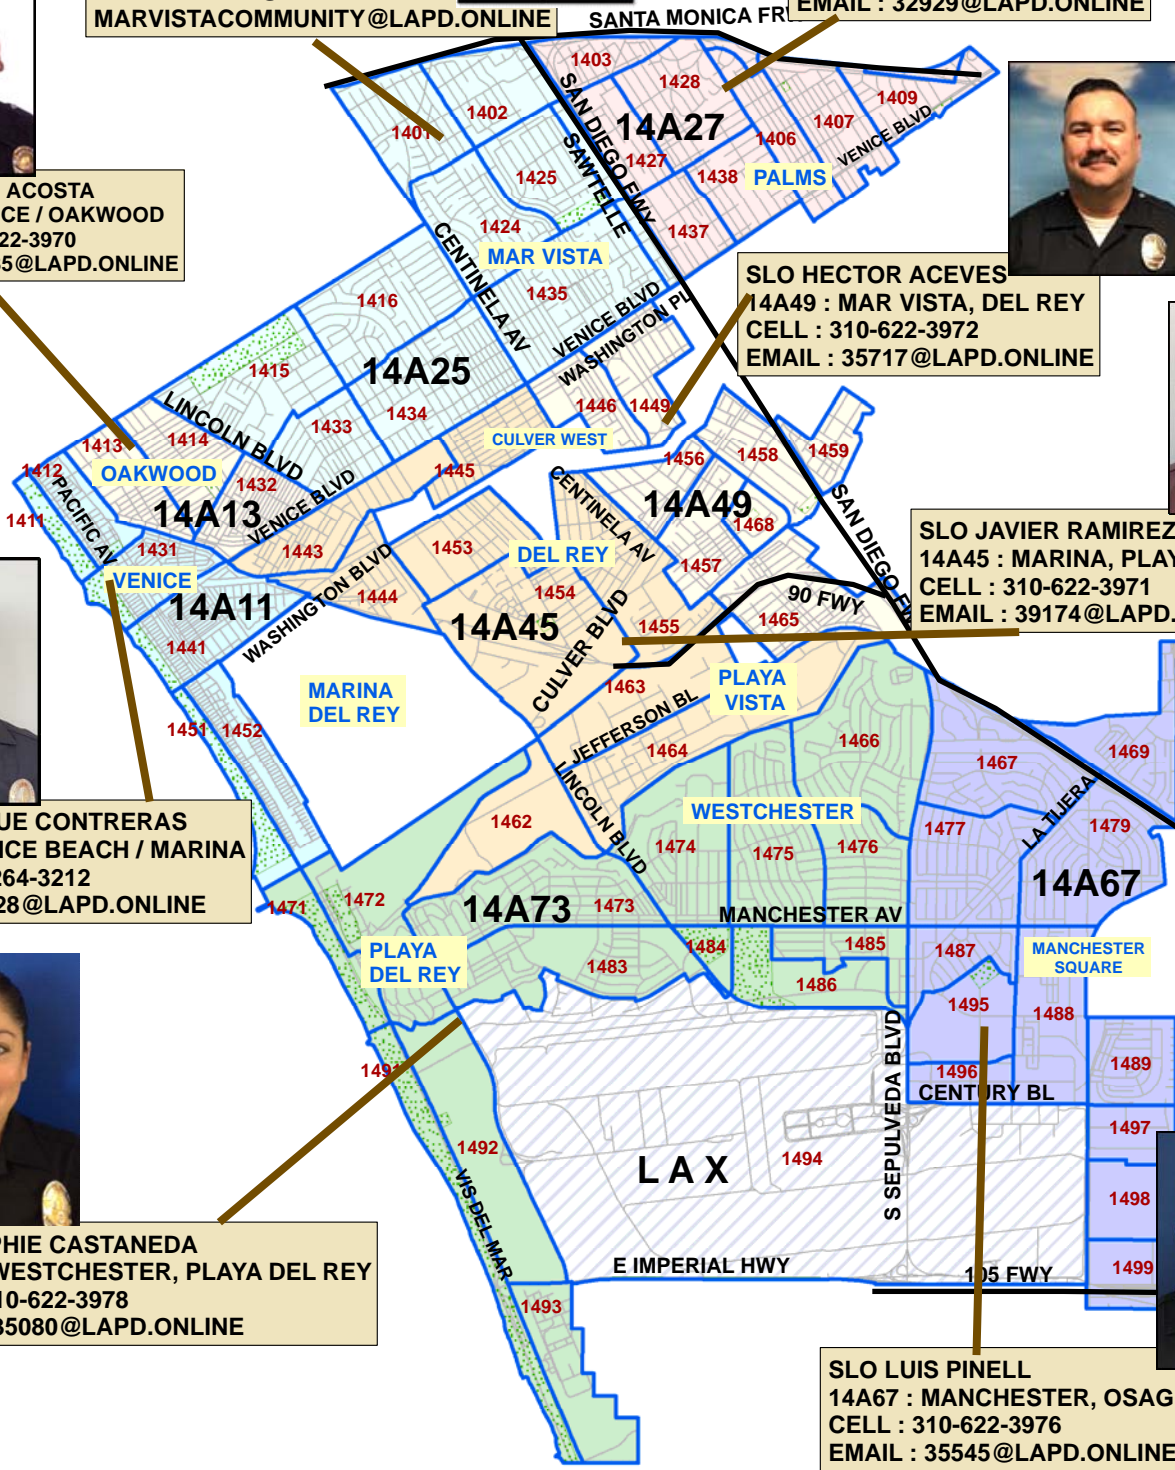 MARVISTACOMMUNITY@LAPD.ONLINE
SANTA MONICA FR
EMAIL : 32929@LAPD.ONLINE
ACOSTA
CE / OAKWOOD
22-3970
5@LAPD.ONLINE
1403
1428
1402
1401
14A27
1409
1407
1406
VENICE BLVD
1427
1438
PALMS
SAN DIEGO FWY
SAWTELLE
1425
1424
MAR VISTA
1437
CENTINELA AV
1435
1416
VENICE BLVD
WASHINGTON PL
SLO HECTOR ACEVES
14A49 : MAR VISTA, DEL REY
CELL : 310-622-3972
EMAIL : 35717@LAPD.ONLINE
1415
14A25
1446
1449
1434
1433
LINCOLN BLVD
1414
1413
CULVER WEST
1456
1458
1459
1412
OAKWOOD
1432
1445
PACIFIC AV
14A13
VENICE BLVD
CENTINELA AV
14A49
1468
SAN DIEGO F
1411
1431
1443
1453
DEL REY
1457
SLO JAVIER RAMIREZ
14A45 : MARINA, PLAY
CELL : 310-622-3971
EMAIL : 39174@LAPD.
VENICE
14A11
WASHINGTON BLVD
1444
1454
90 FWY
14A45
1455
1465
CULVER BLVD
1441
MARINA
DEL REY
1463
PLAYA
VISTA
JEFFERSON BL
1451
1452
1464
1466
1467
1469
LINCOLN BLVD
WESTCHESTER
LA TIJERA
1462
1474
1475
1476
1477
1479
UE CONTRERAS
ICE BEACH / MARINA
264-3212
28@LAPD.ONLINE
14A67
1471
1472
14A73
1473
MANCHESTER AV
PLAYA
DEL REY
1484
1485
1487
MANCHESTER
SQUARE
1483
1486
1495
1488
1491
S SEPULVEDA BLVD
1496
CENTURY BL
1489
1497
1492
LAX
1494
1498
VIS DEL MAR
E IMPERIAL HWY
105 FWY
1499
1493
PHIE CASTANEDA
WESTCHESTER, PLAYA DEL REY
10-622-3978
35080@LAPD.ONLINE
SLO LUIS PINELL
14A67 : MANCHESTER, OSAG
CELL : 310-622-3976
EMAIL : 35545@LAPD.ONLINE